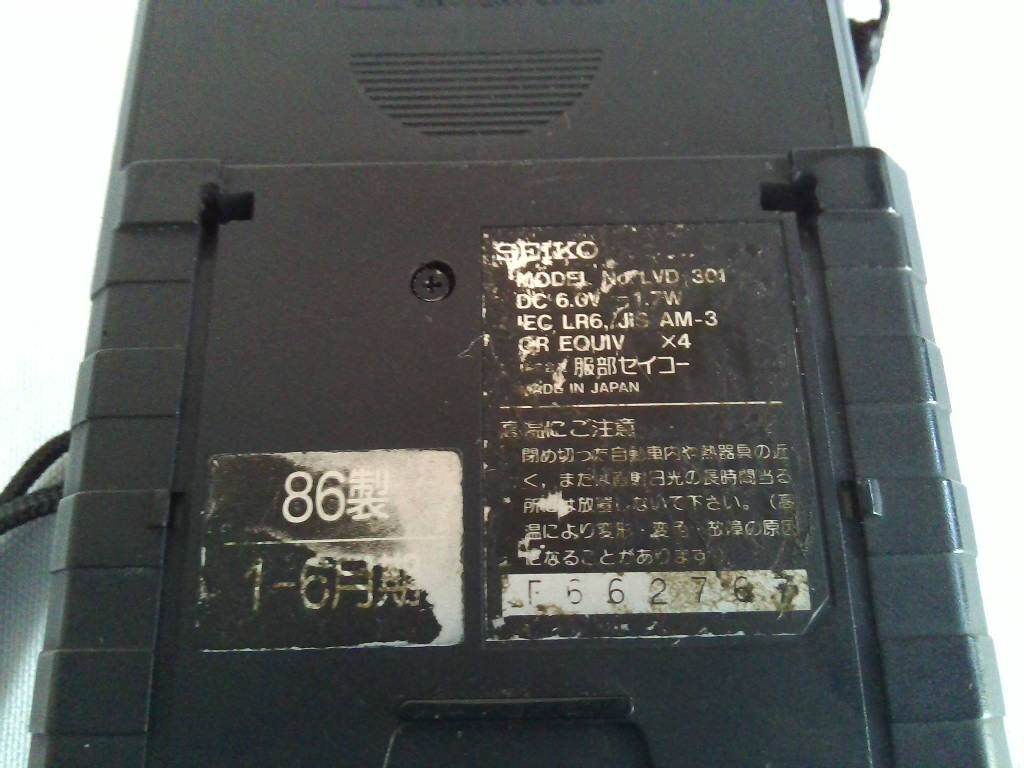 SEIKO
MODEL No. LVD 301
DC 6.0V 1.7W
IEC LR6, JIS AM-3
OR EQUIV ×4
服部セイコー
MADE IN JAPAN
高温にご注意
閉め切った自動車内や熱器具の近
く、または直射日光の長時間当る
所には放置しないで下さい。(高
温により変形・変色・故障の原因
になることがあります)
86製
1-6月期